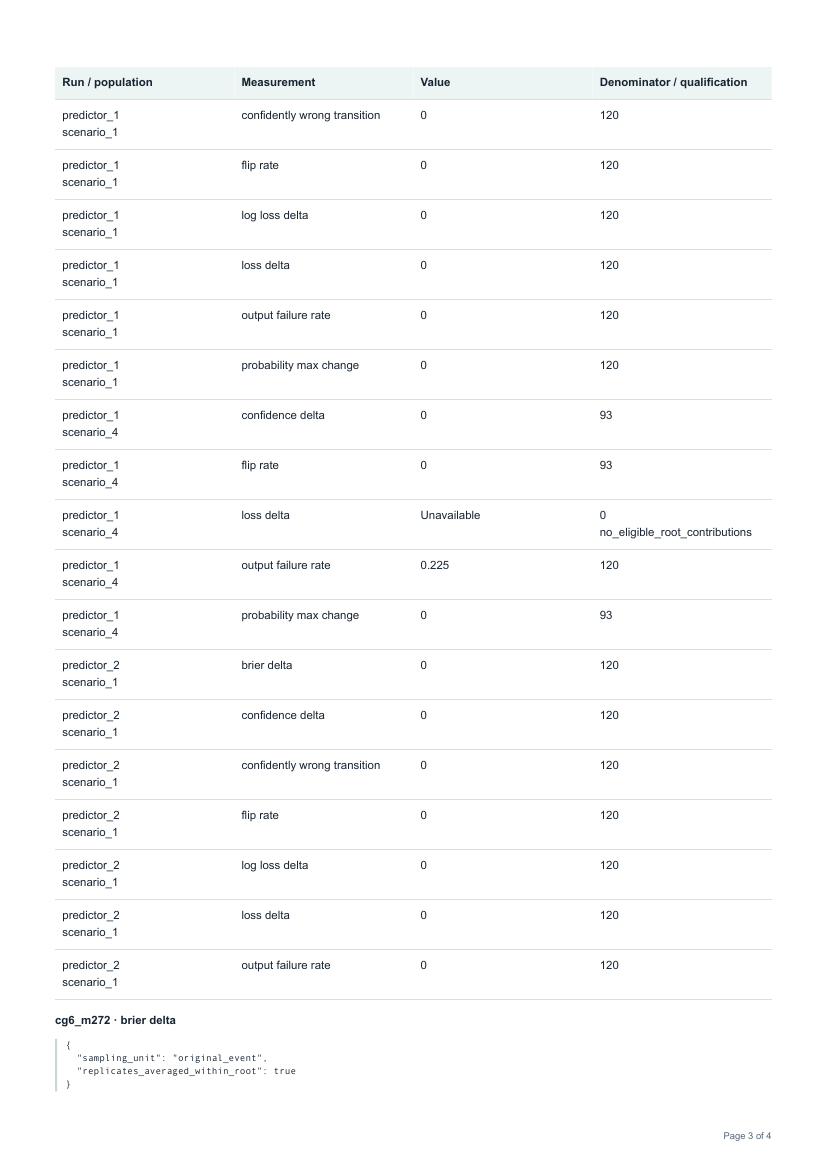 Run / population Measurement Value Denominator / qualification
predictor_1 confidently wrong transition 0 120
scenario_1
predictor_1 flip rate 0 120
scenario_1
predictor_1 log loss delta 0 120
scenario_1
predictor_1 loss delta 0 120
scenario_1
predictor_1 output failure rate 0 120
scenario_1
predictor_1 probability max change 0 120
scenario_1
predictor_1 confidence delta 0 93
scenario_4
predictor_1 flip rate 0 93
scenario_4
predictor_1 loss delta Unavailable 0
scenario_4 no_eligible_root_contributions
predictor_1 output failure rate 0.225 120
scenario_4
predictor_1 probability max change 0 93
scenario_4
predictor_2 brier delta 0 120
scenario_1
predictor_2 confidence delta 0 120
scenario_1
predictor_2 confidently wrong transition 0 120
scenario_1
predictor_2 flip rate 0 120
scenario_1
predictor_2 log loss delta 0 120
scenario_1
predictor_2 loss delta 0 120
scenario_1
predictor_2 output failure rate 0 120
scenario_1
cg6_m272 · brier delta
{
"sampling_unit": "original_event",
"replicates_averaged_within_root": true
}
Page 3 of 4